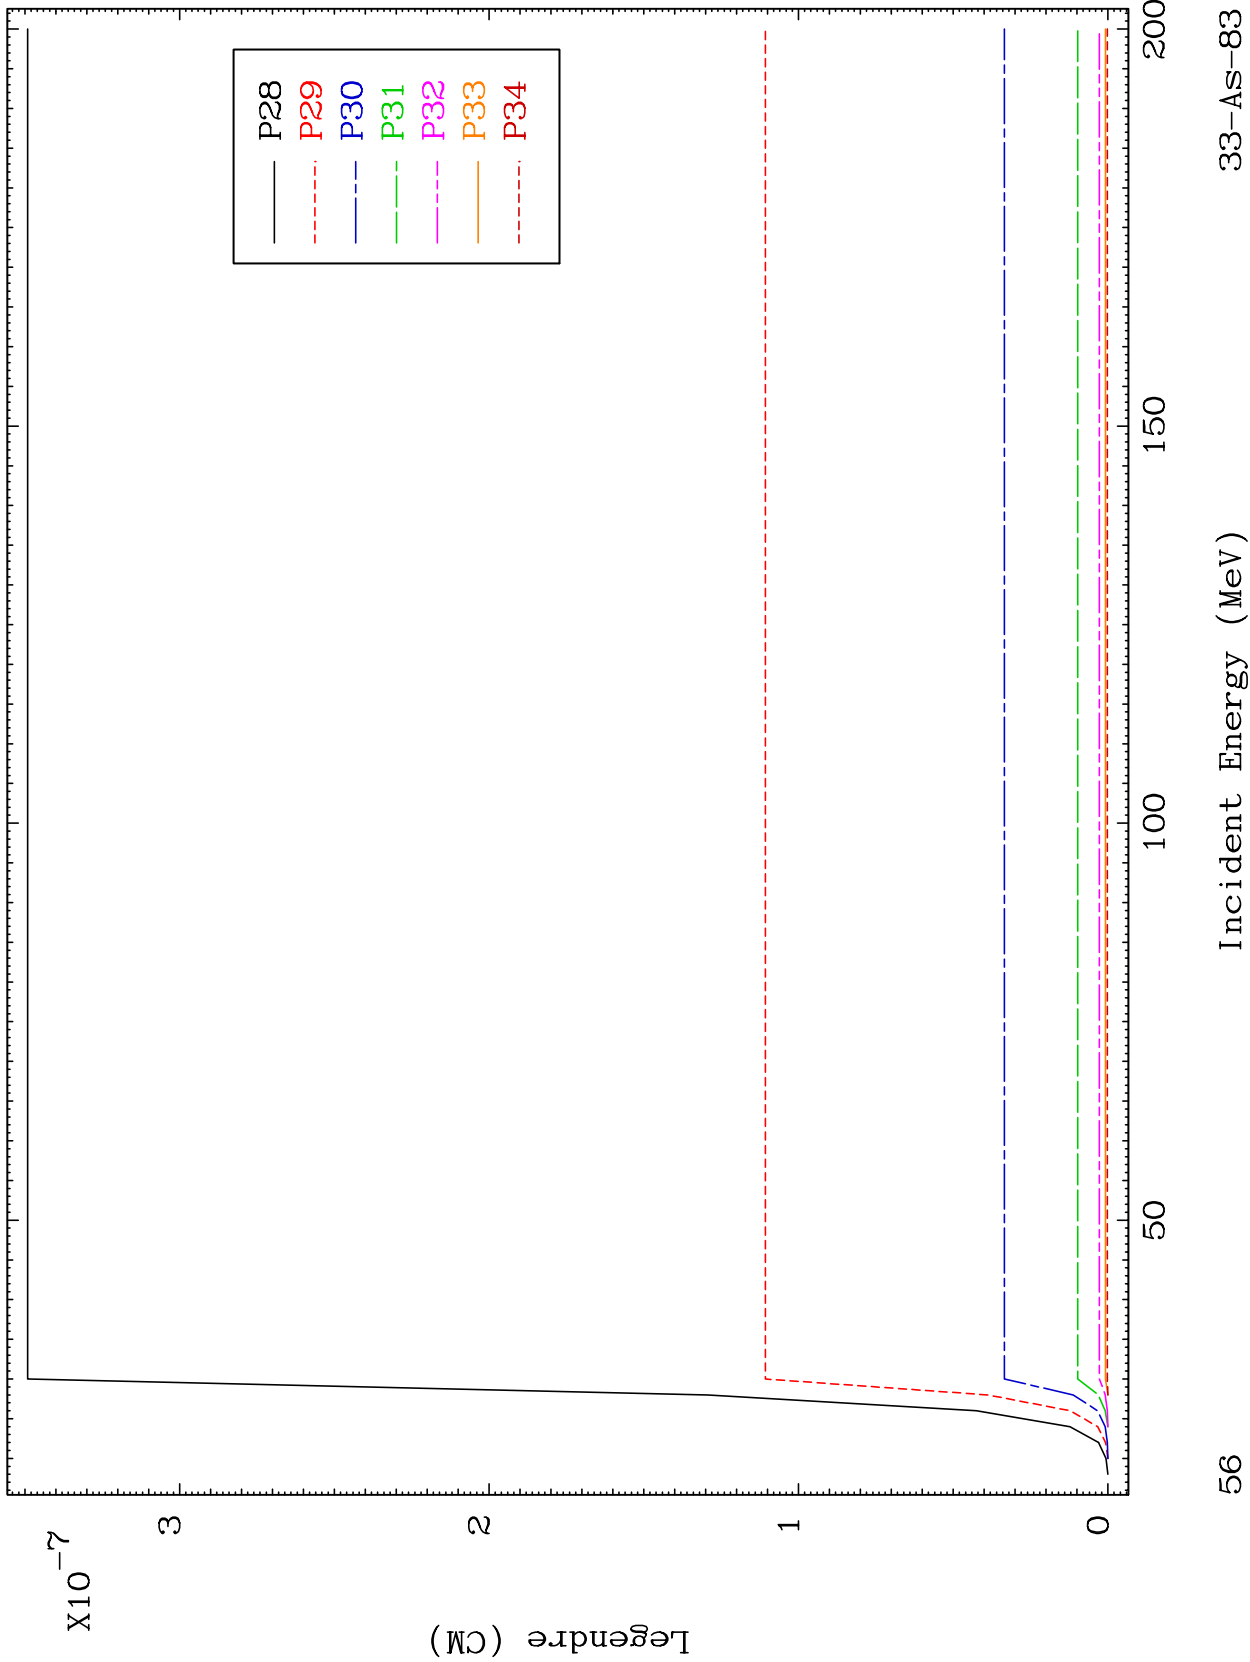 X10-7
3
2
1
0
Legendre (CM)
P28
P29
P30
P31
P32
P33
P34
50
100
150
200
Incident Energy (MeV)
56
33-As-83